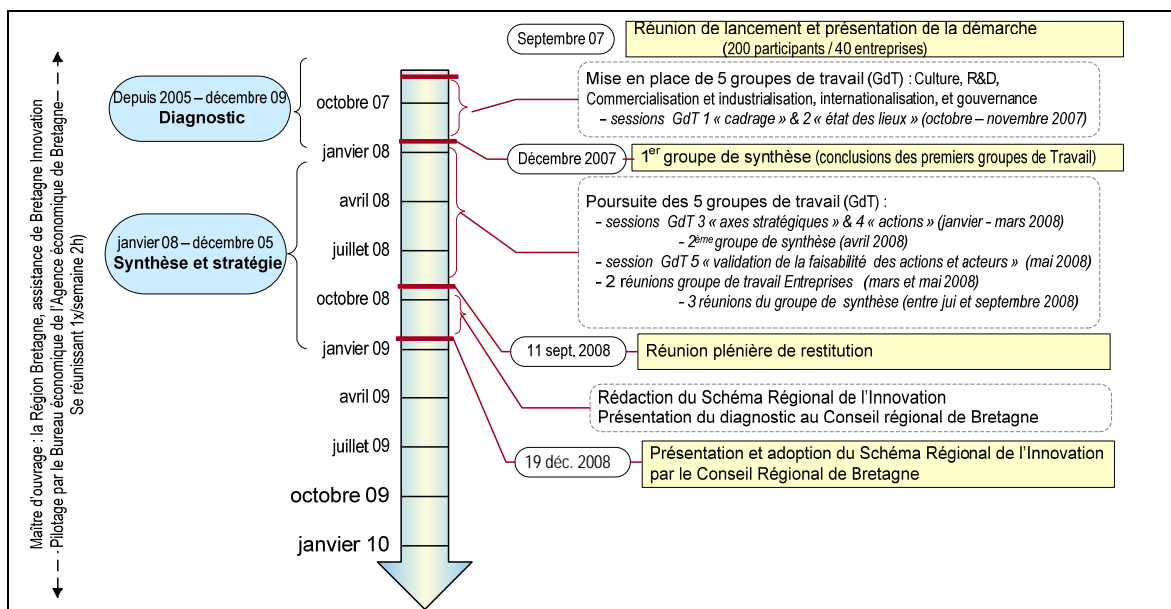 Maître d'ouvrage : la Région Bretagne, assistance de Bretagne Innovation
Pilotage par le Bureau économique de l'Agence économique de Bretagne
Se réunissant 1x/semaine 2h)
Depuis 2005 – décembre 09
Diagnostic
janvier 08 – décembre 05
Synthèse et stratégie
octobre 07
janvier 08
avril 08
juillet 08
octobre 08
janvier 09
avril 09
juillet 09
octobre 09
janvier 10
Septembre 07
Réunion de lancement et présentation de la démarche
(200 participants / 40 entreprises)
Mise en place de 5 groupes de travail (GdT) : Culture, R&D,
Commercialisation et industrialisation, internationalisation, et gouvernance
– sessions GdT 1 « cadrage » & 2 « état des lieux » (octobre – novembre 2007)
Décembre 2007
1er groupe de synthèse (conclusions des premiers groupes de Travail)
Poursuite des 5 groupes de travail (GdT) :
– sessions GdT 3 « axes stratégiques » & 4 « actions » (janvier - mars 2008)
- 2ème groupe de synthèse (avril 2008)
– session GdT 5 « validation de la faisabilité des actions et acteurs » (mai 2008)
– 2 réunions groupe de travail Entreprises (mars et mai 2008)
- 3 réunions du groupe de synthèse (entre jui et septembre 2008)
11 sept. 2008
Réunion plénière de restitution
Rédaction du Schéma Régional de l'Innovation
Présentation du diagnostic au Conseil régional de Bretagne
19 déc. 2008
Présentation et adoption du Schéma Régional de l'Innovation
par le Conseil Régional de Bretagne